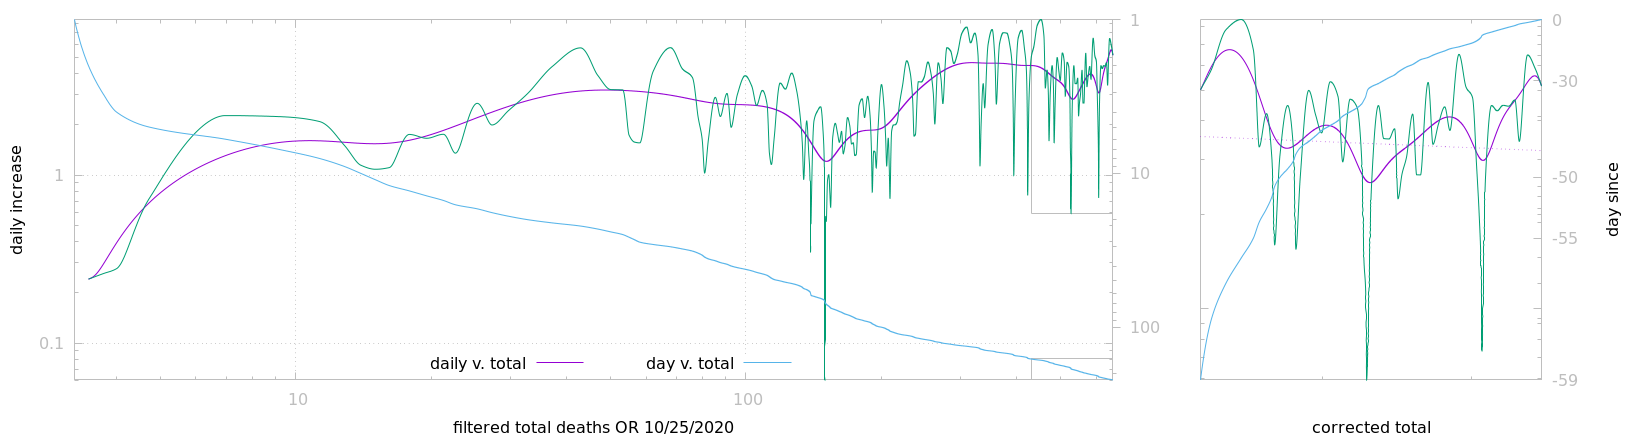 daily increase
1
0.1
10
100
1
10
100
daily v. total
day v. total
filtered total deaths OR 10/25/2020
0
-30
-50
-55
-59
day since
corrected total